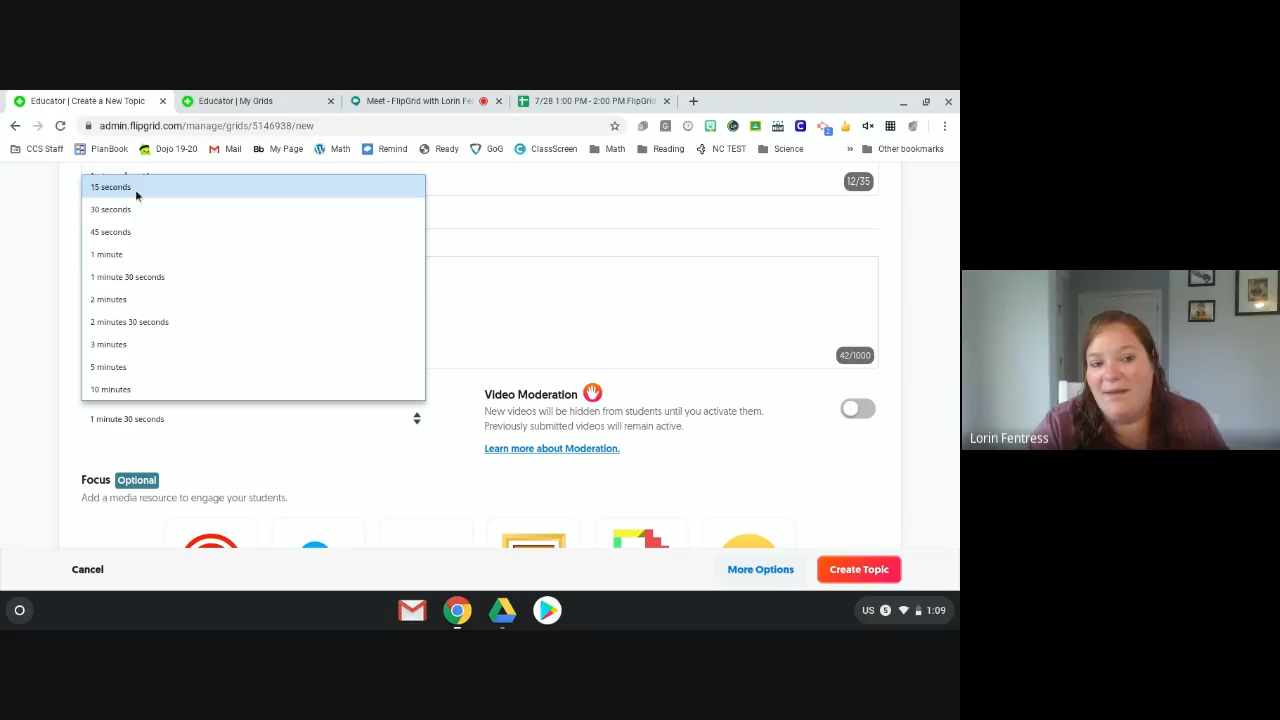 Educator | Create a New Topic
Educator | My Grids
Meet - FlipGrid with Lorin Fe
7/28 1:00 PM - 2:00 PM FlipGrid
admin.flipgrid.com/manage/grids/5146938/new
CCS Staff
PlanBook
Dojo 19-20
Mail
Bb My Page
Math
Remind
Ready
GoG
ClassScreen
Math
Reading
NC TEST
Science
» Other bookmarks
12/35
15 seconds
30 seconds
45 seconds
1 minute
1 minute 30 seconds
2 minutes
2 minutes 30 seconds
3 minutes
5 minutes
10 minutes
42/1000
1 minute 30 seconds
Video Moderation
New videos will be hidden from students until you activate them.
Previously submitted videos will remain active.
Learn more about Moderation.
Focus Optional
Add a media resource to engage your students.
Cancel
More Options
Create Topic
US 5 1:09
Lorin Fentress